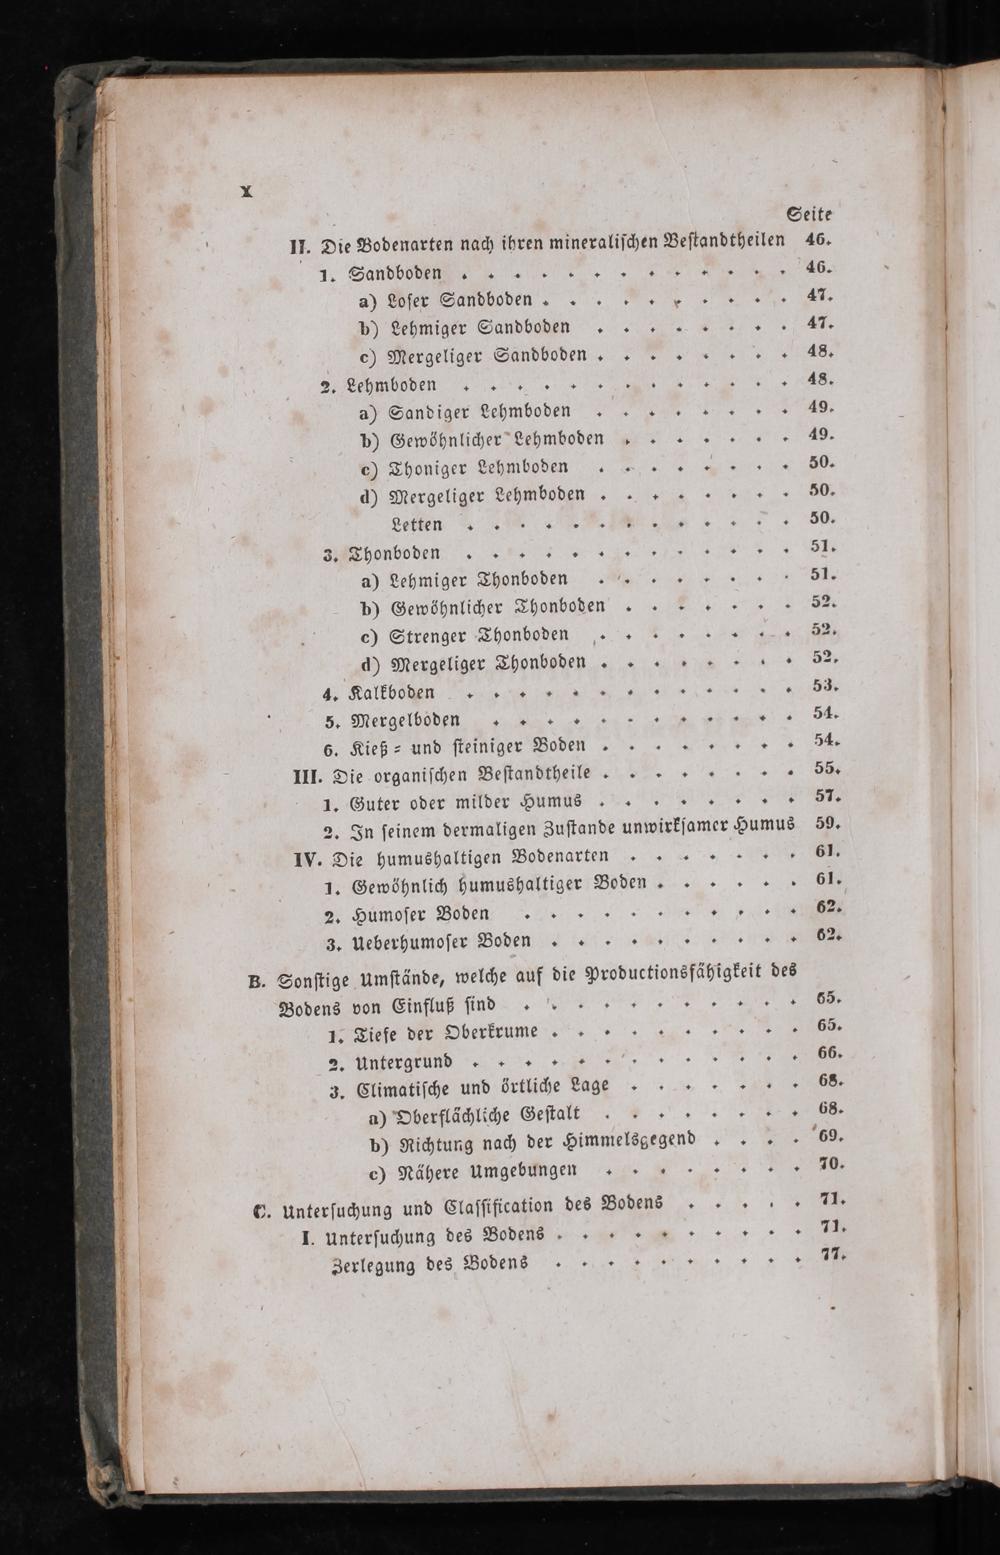 X
Seite
II. Die Bodenarten nach ihren mineralischen Bestandtheilen 46.
1. Sandboden . . . . . . . . . . . . . 46.
a) Loser Sandboden . . . . . . . . . . 47.
b) Lehmiger Sandboden . . . . . . . . 47.
c) Mergeliger Sandboden . . . . . . . . 48.
2. Lehmboden . . . . . . . . . . . . . 48.
a) Sandiger Lehmboden . . . . . . . . 49.
b) Gewöhnlicher Lehmboden . . . . . . . 49.
c) Thoniger Lehmboden . . . . . . . . 50.
d) Mergeliger Lehmboden . . . . . . . . 50.
Letten . . . . . . . . . . . . . 50.
3. Thonboden . . . . . . . . . . . . . 51.
a) Lehmiger Thonboden . . . . . . . . 51.
b) Gewöhnlicher Thonboden . . . . . . . 52.
c) Strenger Thonboden . . . . . . . . 52.
d) Mergeliger Thonboden . . . . . . . . 52.
4. Kalkboden . . . . . . . . . . . . . 53.
5. Mergelboden . . . . . . . . . . . . 54.
6. Kieß- und steiniger Boden . . . . . . . . 54.
III. Die organischen Bestandtheile . . . . . . . . 55.
1. Guter oder milder Humus . . . . . . . . 57.
2. In seinem dermaligen Zustande unwirksamer Humus 59.
IV. Die humushaltigen Bodenarten . . . . . . . 61.
1. Gewöhnlich humushaltiger Boden . . . . . . 61.
2. Humoser Boden . . . . . . . . . . . 62.
3. Ueberhumoser Boden . . . . . . . . . . 62.
B. Sonstige Umstände, welche auf die Productionsfähigkeit des
Bodens von Einfluß sind . . . . . . . . . . . 65.
1. Tiefe der Oberkrume . . . . . . . . . . 65.
2. Untergrund . . . . . . . . . . . . . 66.
3. Climatische und örtliche Lage . . . . . . . 68.
a) Oberflächliche Gestalt . . . . . . . . 68.
b) Richtung nach der Himmelsgegend . . . . 69.
c) Nähere Umgebungen . . . . . . . . 70.
C. Untersuchung und Classification des Bodens . . . . . 71.
I. Untersuchung des Bodens . . . . . . . . . . 71.
Zerlegung des Bodens . . . . . . . . . . 77.